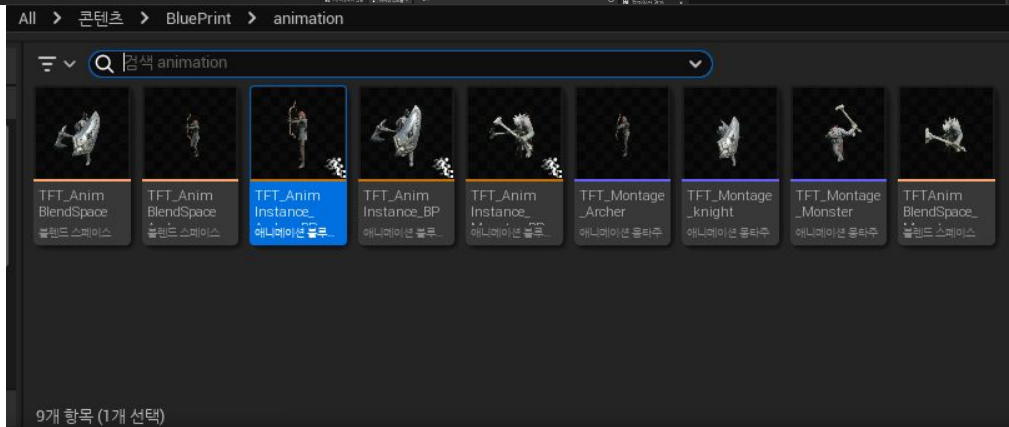 All > 콘텐츠 > BluePrint > animation
검색 animation
TFT_Anim
BlendSpace
블렌드 스페이스
TFT_Anim
BlendSpace
블렌드 스페이스
TFT_Anim
Instance_
애니메이션 블루...
TFT_Anim
Instance_BP
애니메이션 블루...
TFT_Anim
Instance_
애니메이션 블루...
TFT_Montage
_Archer
애니메이션 몽타주
TFT_Montage
_knight
애니메이션 몽타주
TFT_Montage
_Monster
애니메이션 몽타주
TFTAnim
BlendSpace_
블렌드 스페이스
9개 항목 (1개 선택)